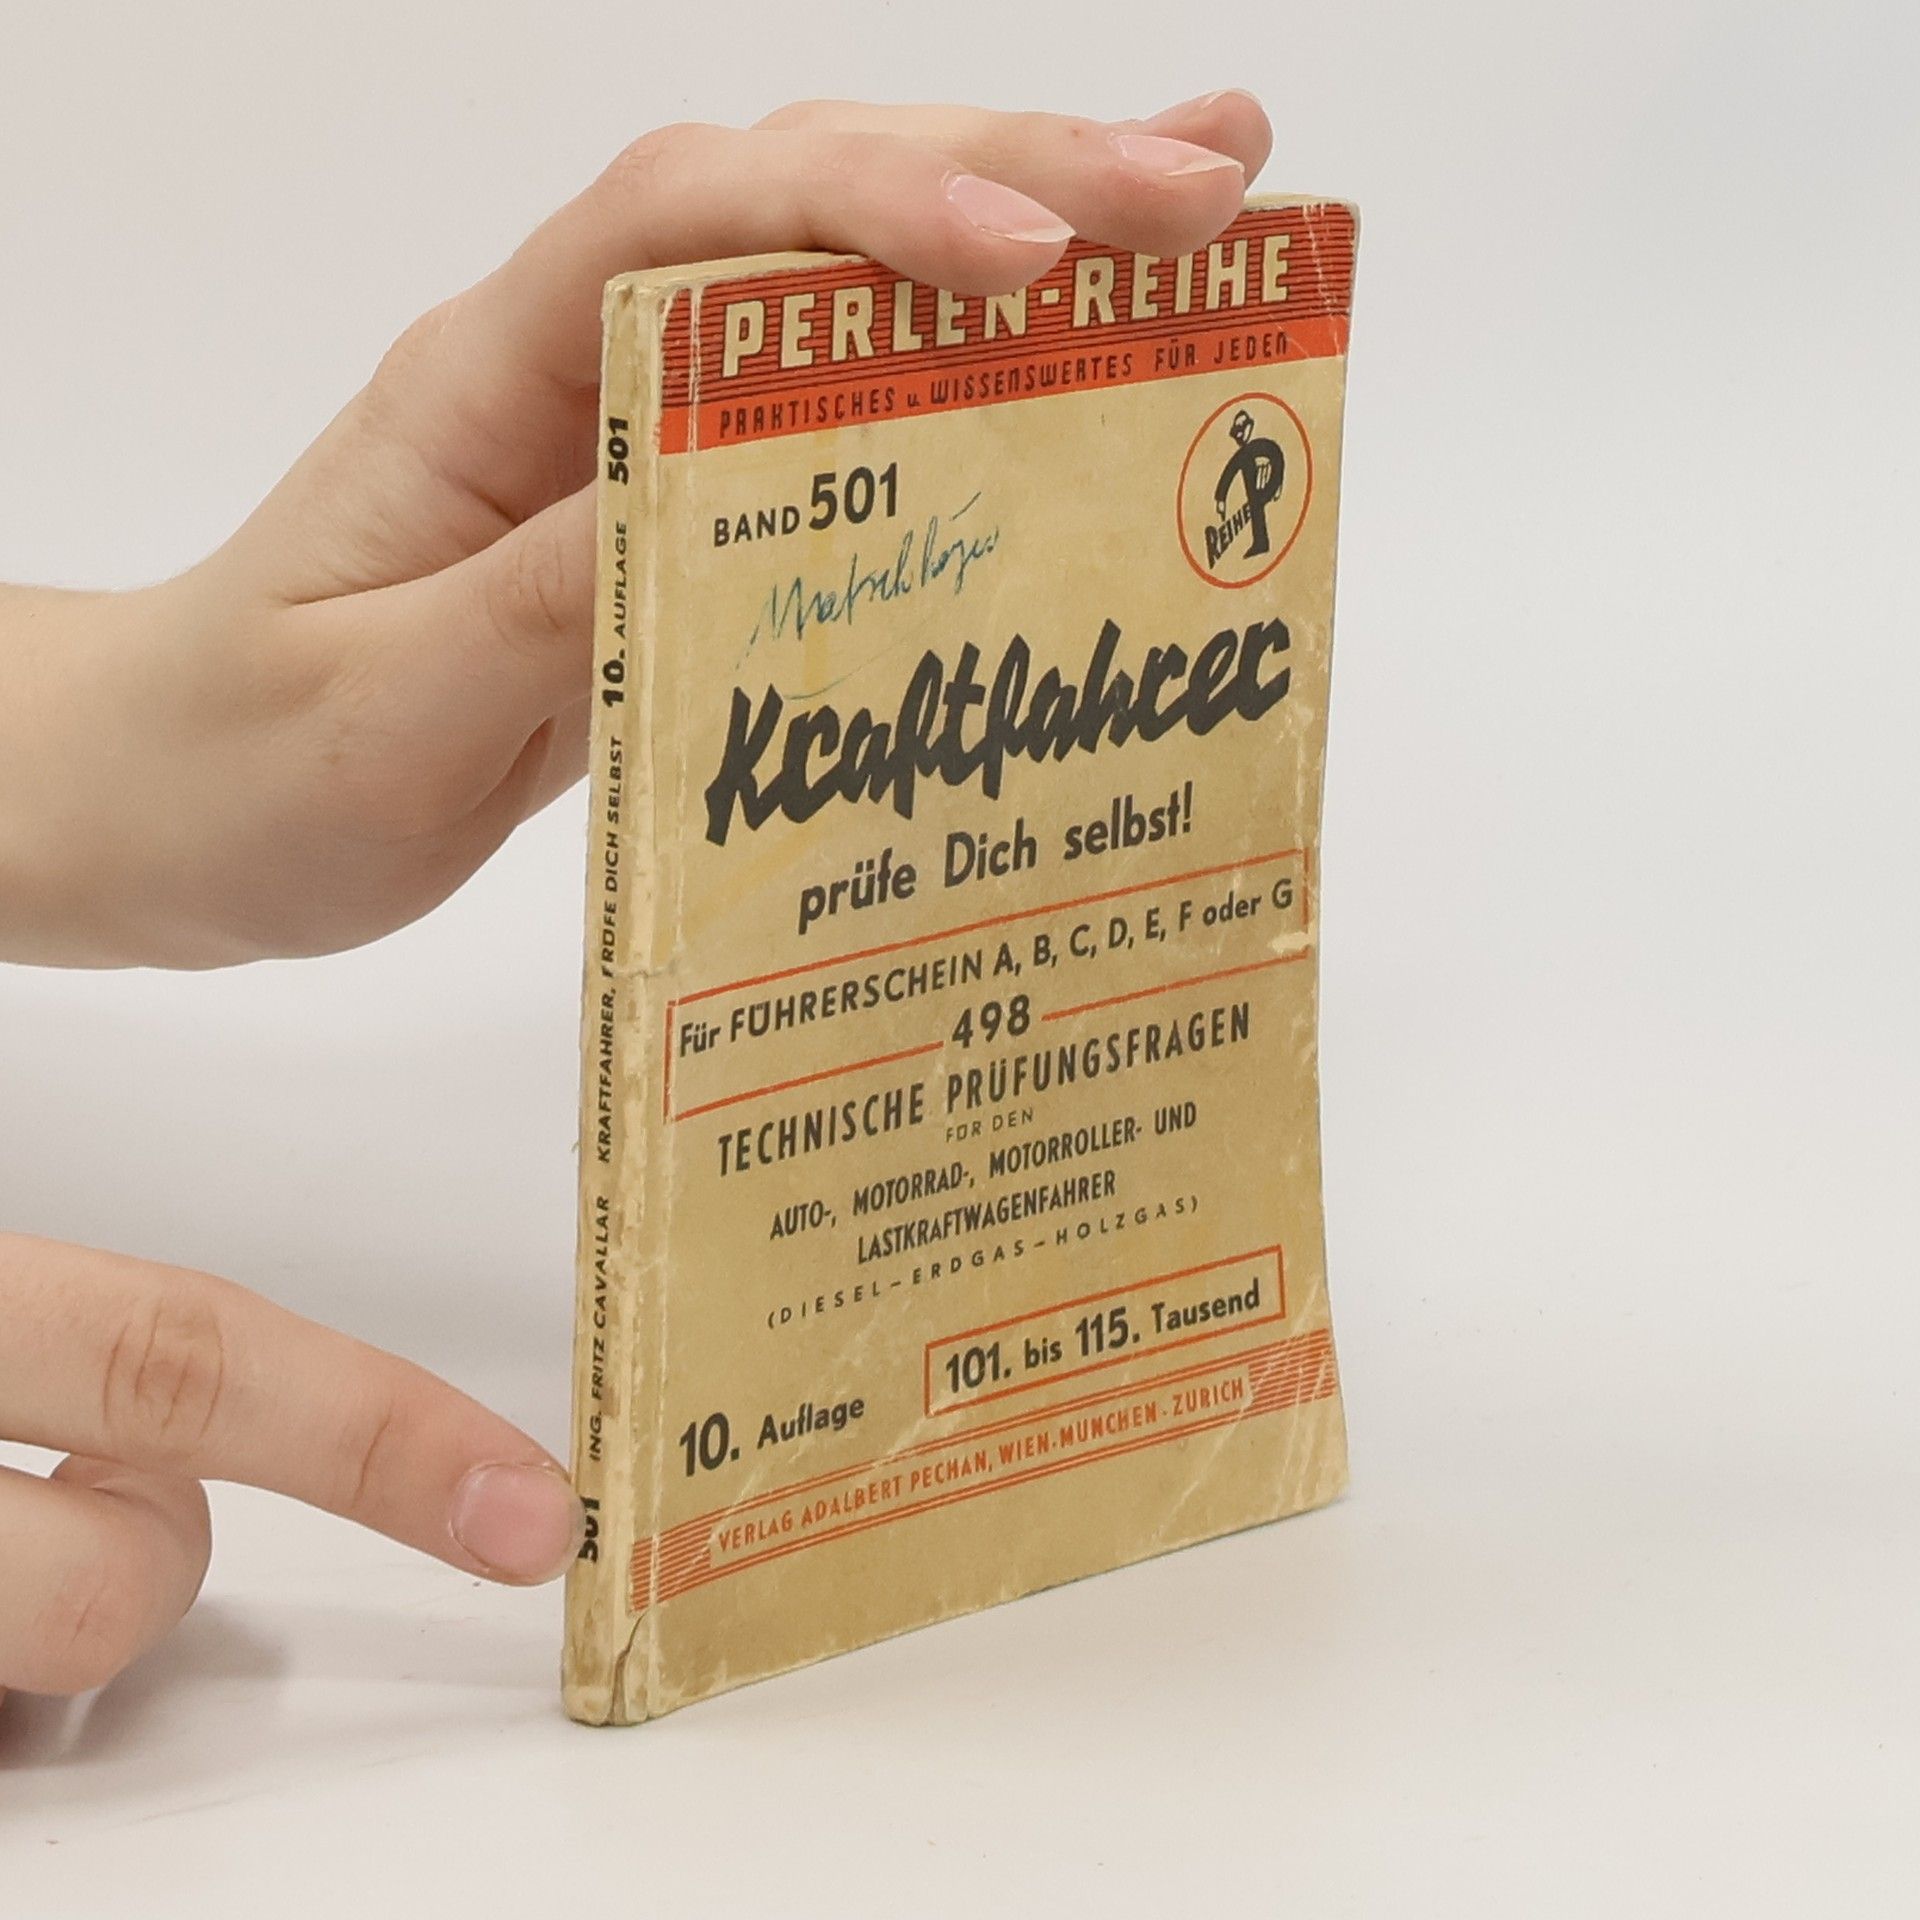 PERLEN-REIHE
PRAKTISCHES u. WISSENSWERTES FÜR JEDEN
BAND 501
REIHE P
Kraftfahrer
prüfe Dich selbst!
Für FÜHRERSCHEIN A, B, C, D, E, F oder G
498
TECHNISCHE PRÜFUNGSFRAGEN
FÜR DEN
AUTO-, MOTORRAD-, MOTORROLLER- UND
LASTKRAFTWAGENFAHRER
(DIESEL-ERDGAS-HOLZGAS)
101. bis 115. Tausend
10. Auflage
VERLAG ADALBERT PECHAN, WIEN-MÜNCHEN-ZÜRICH
501 ING. FRITZ CAVALLAR KRAFTFAHRER, PRÜFE DICH SELBST 10. AUFLAGE 501